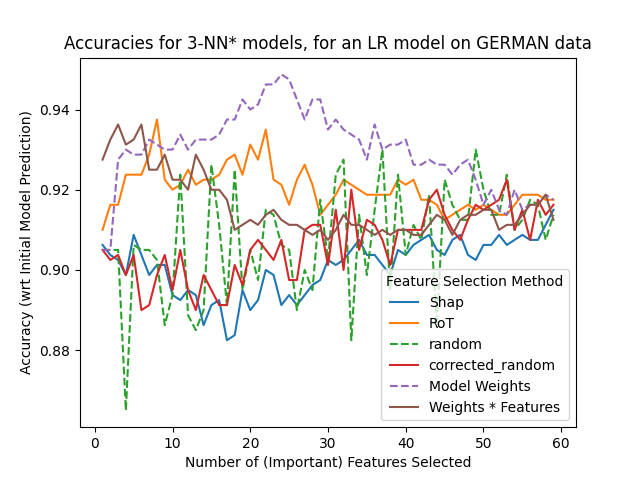 Accuracies for 3-NN* models, for an LR model on GERMAN data
Accuracy (wrt Initial Model Prediction)
0.94
0.92
0.90
0.88
Feature Selection Method
Shap
RoT
random
corrected_random
Model Weights
Weights * Features
0 10 20 30 40 50 60
Number of (Important) Features Selected